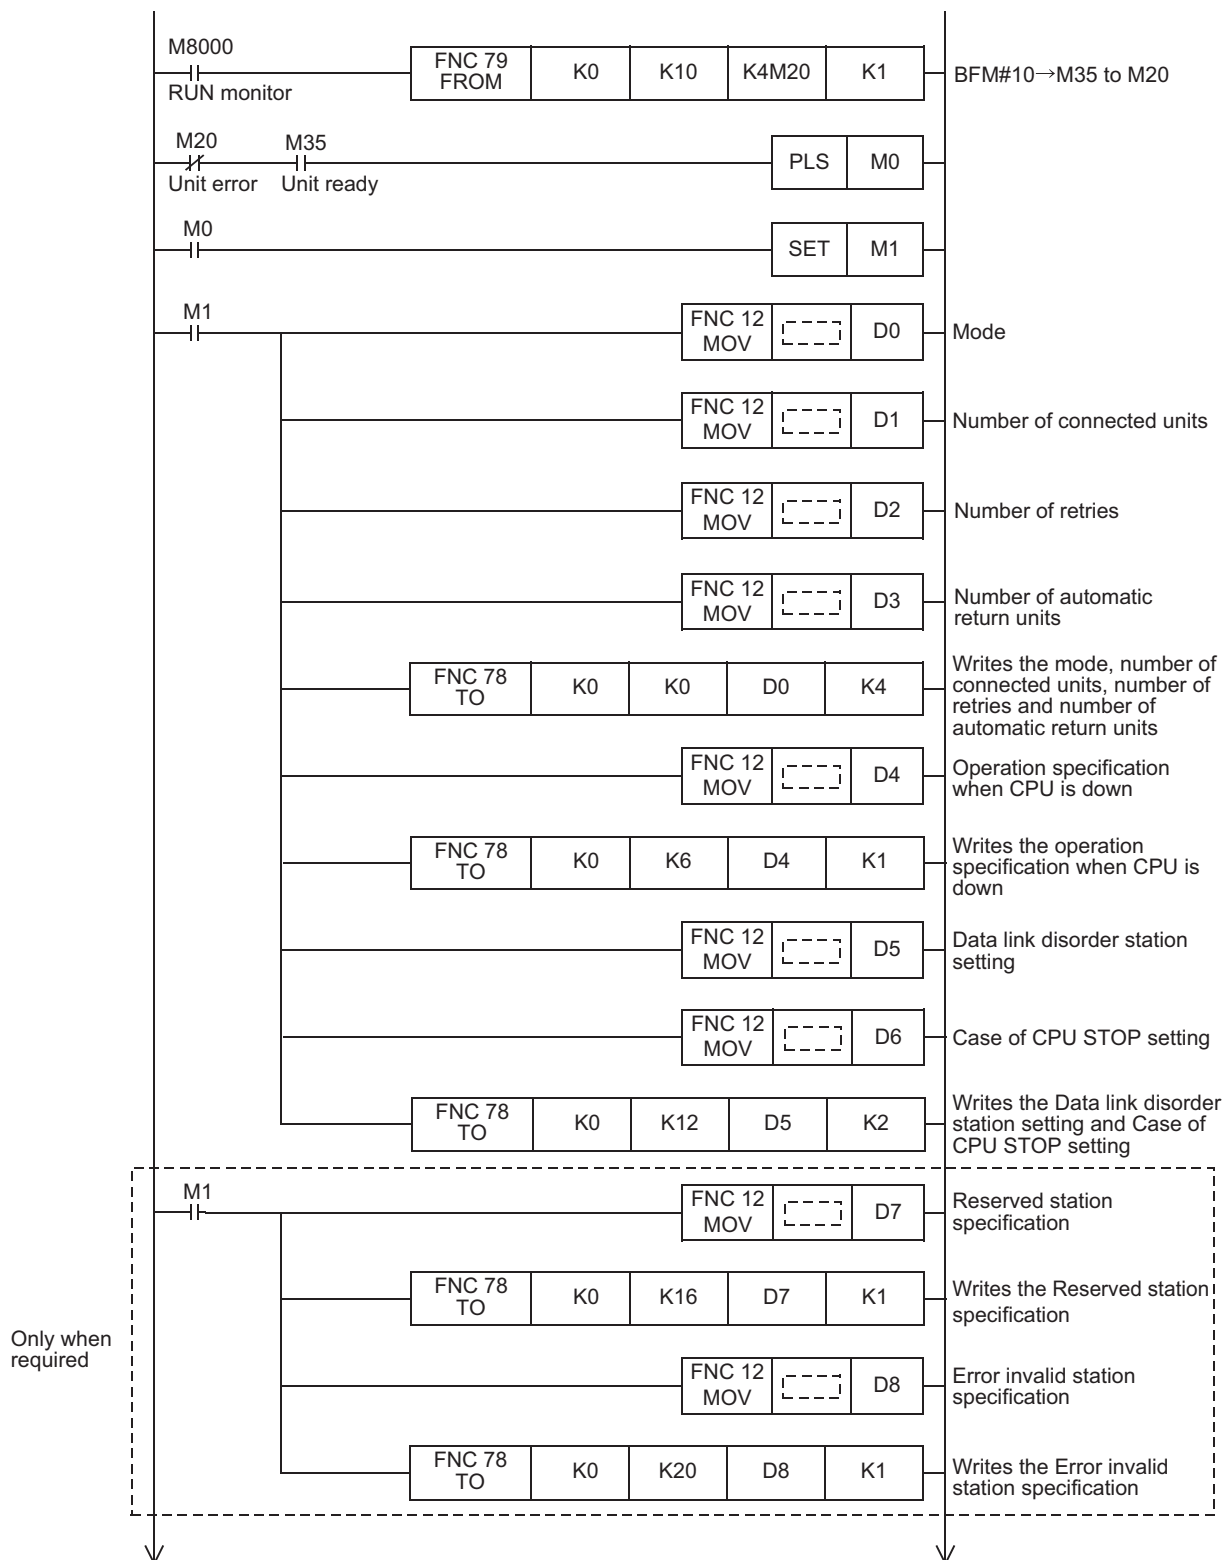 M8000
RUN monitor
FNC 79
FROM
K0
K10
K4M20
K1
BFM#10→M35 to M20
M20
Unit error
M35
Unit ready
PLS
M0
M0
SET
M1
M1
FNC 12
MOV
D0
Mode
FNC 12
MOV
D1
Number of connected units
FNC 12
MOV
D2
Number of retries
FNC 12
MOV
D3
Number of automatic
return units
FNC 78
TO
K0
K0
D0
K4
Writes the mode, number of
connected units, number of
retries and number of
automatic return units
FNC 12
MOV
D4
Operation specification
when CPU is down
FNC 78
TO
K0
K6
D4
K1
Writes the operation
specification when CPU is
down
FNC 12
MOV
D5
Data link disorder station
setting
FNC 12
MOV
D6
Case of CPU STOP setting
FNC 78
TO
K0
K12
D5
K2
Writes the Data link disorder
station setting and Case of
CPU STOP setting
Only when
required
M1
FNC 12
MOV
D7
Reserved station
specification
FNC 78
TO
K0
K16
D7
K1
Writes the Reserved station
specification
FNC 12
MOV
D8
Error invalid station
specification
FNC 78
TO
K0
K20
D8
K1
Writes the Error invalid
station specification